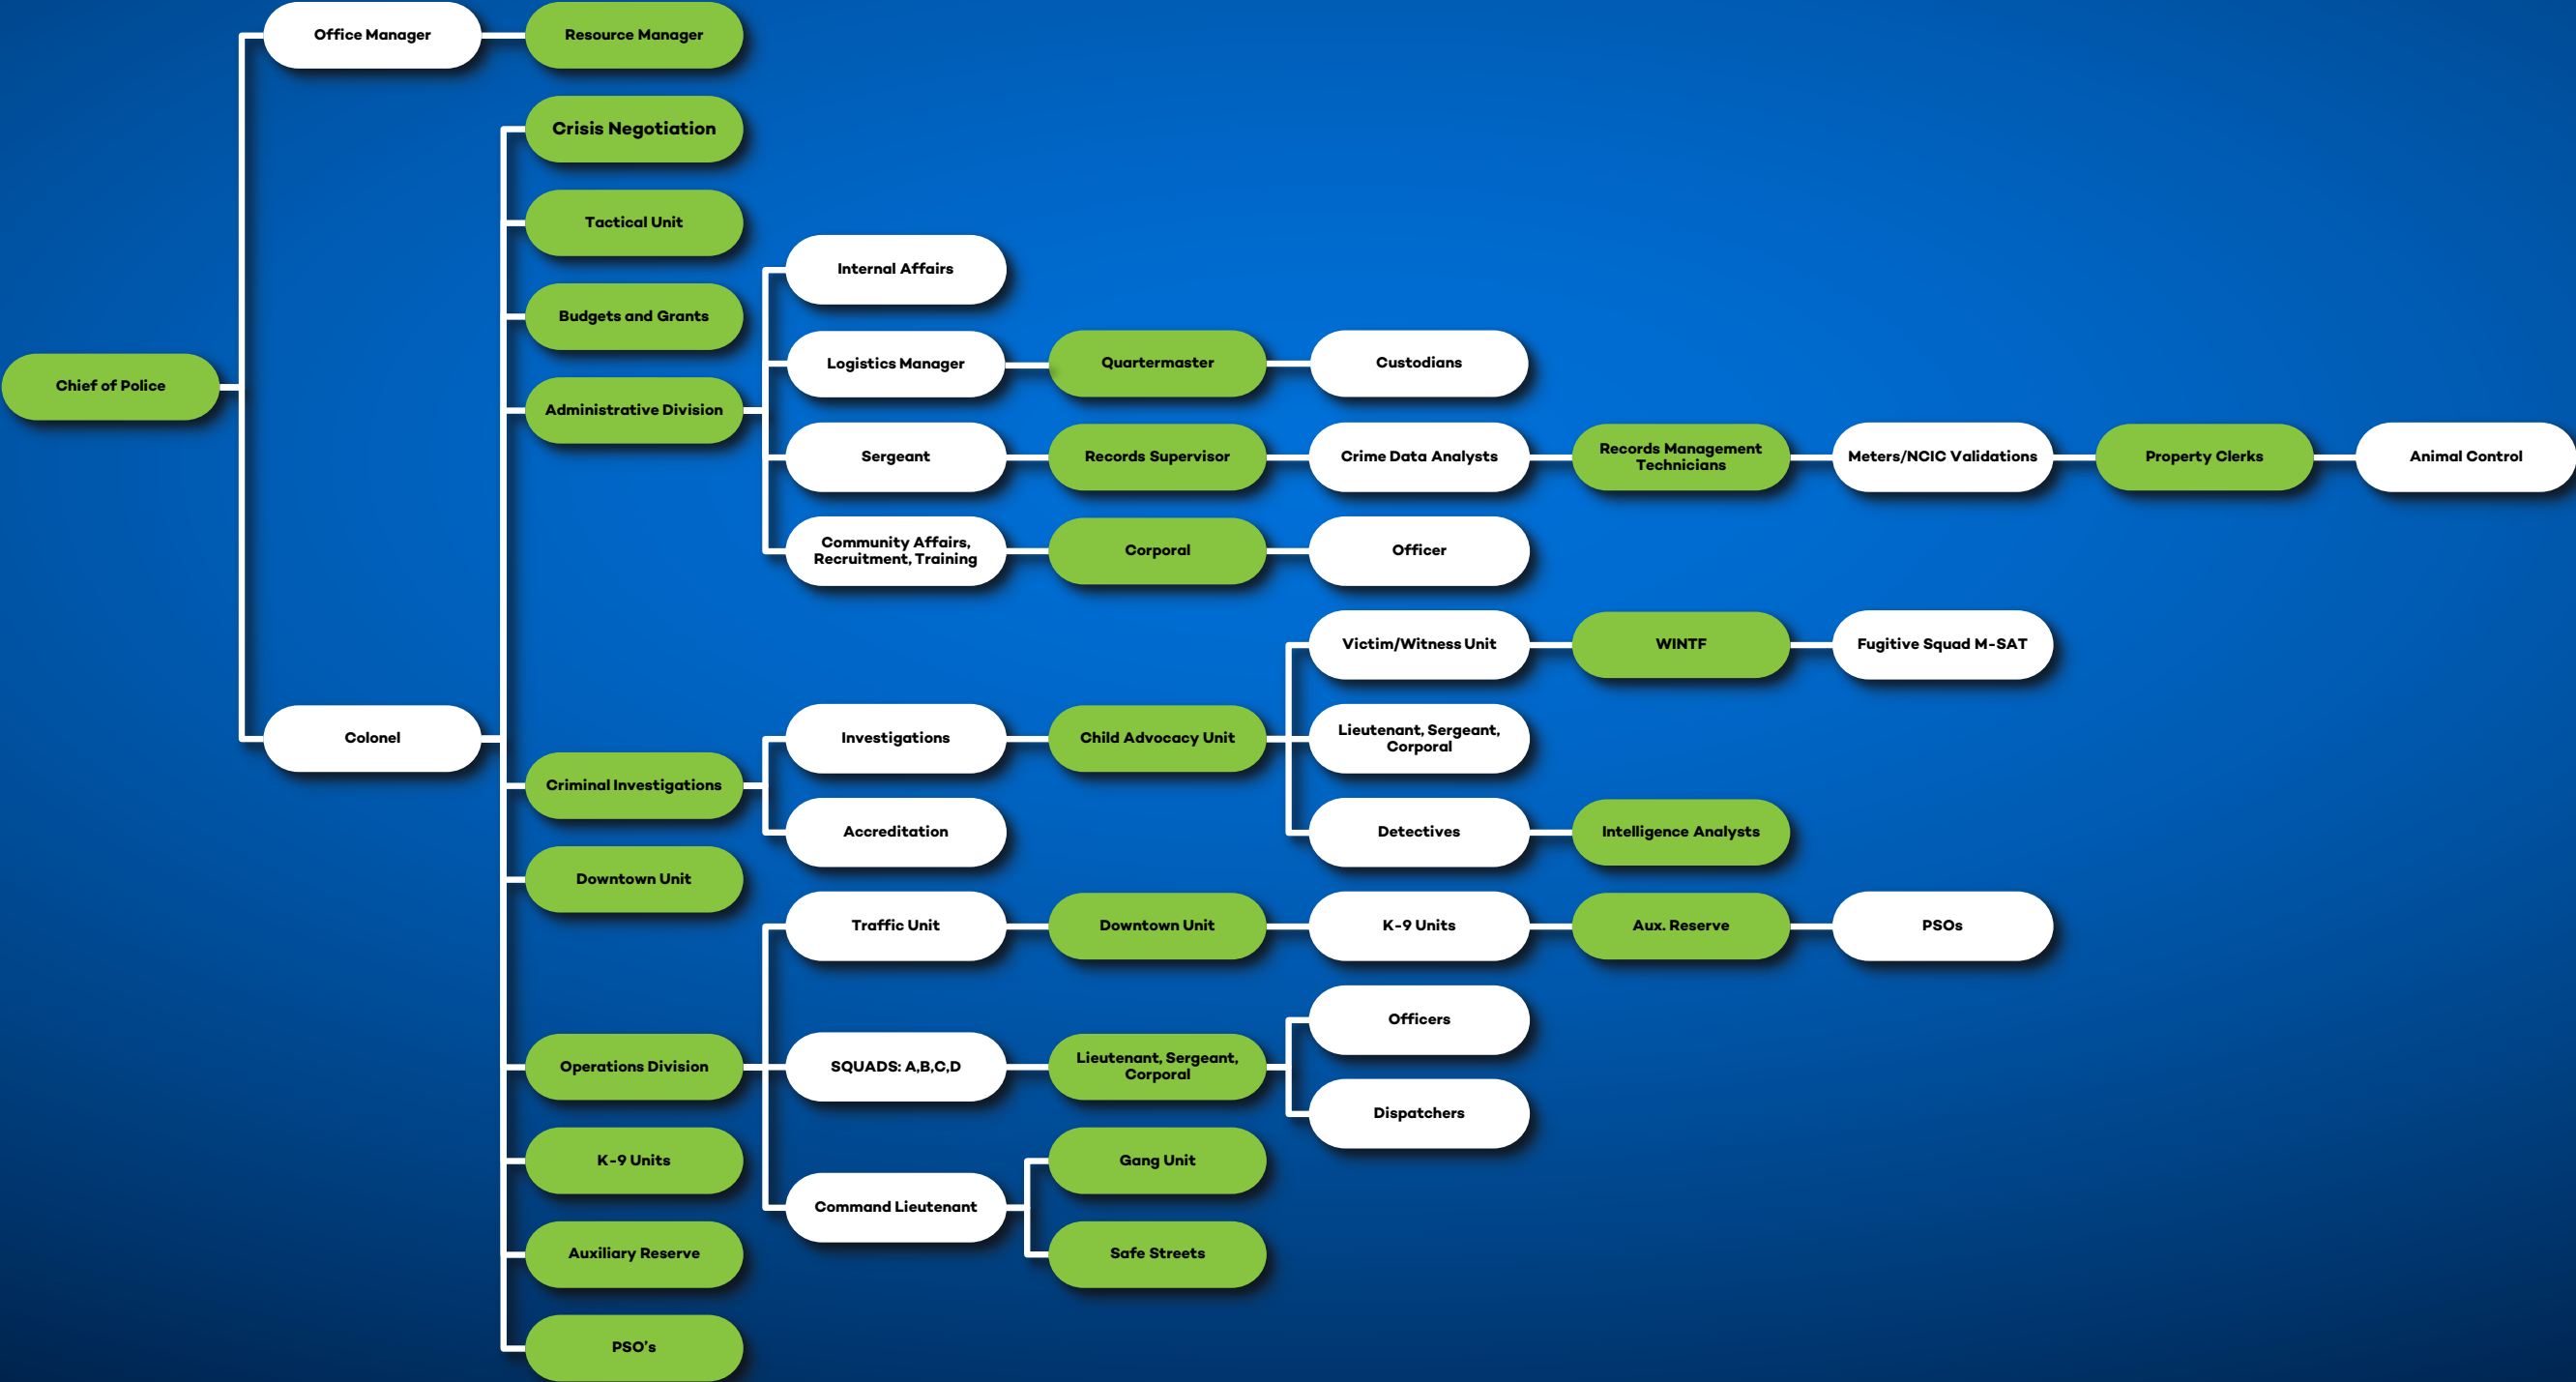 Office Manager
Resource Manager
Crisis Negotiation
Tactical Unit
Internal Affairs
Budgets and Grants
Logistics Manager
Quartermaster
Custodians
Chief of Police
Administrative Division
Sergeant
Records Supervisor
Crime Data Analysts
Records Management
Technicians
Meters/NCIC Validations
Property Clerks
Animal Control
Community Affairs,
Recruitment, Training
Corporal
Officer
Victim/Witness Unit
WINTF
Fugitive Squad M-SAT
Colonel
Investigations
Child Advocacy Unit
Lieutenant, Sergeant,
Corporal
Criminal Investigations
Accreditation
Detectives
Intelligence Analysts
Downtown Unit
Traffic Unit
Downtown Unit
K-9 Units
Aux. Reserve
PSOs
Officers
Operations Division
SQUADS: A,B,C,D
Lieutenant, Sergeant,
Corporal
Dispatchers
K-9 Units
Gang Unit
Command Lieutenant
Auxiliary Reserve
Safe Streets
PSO's